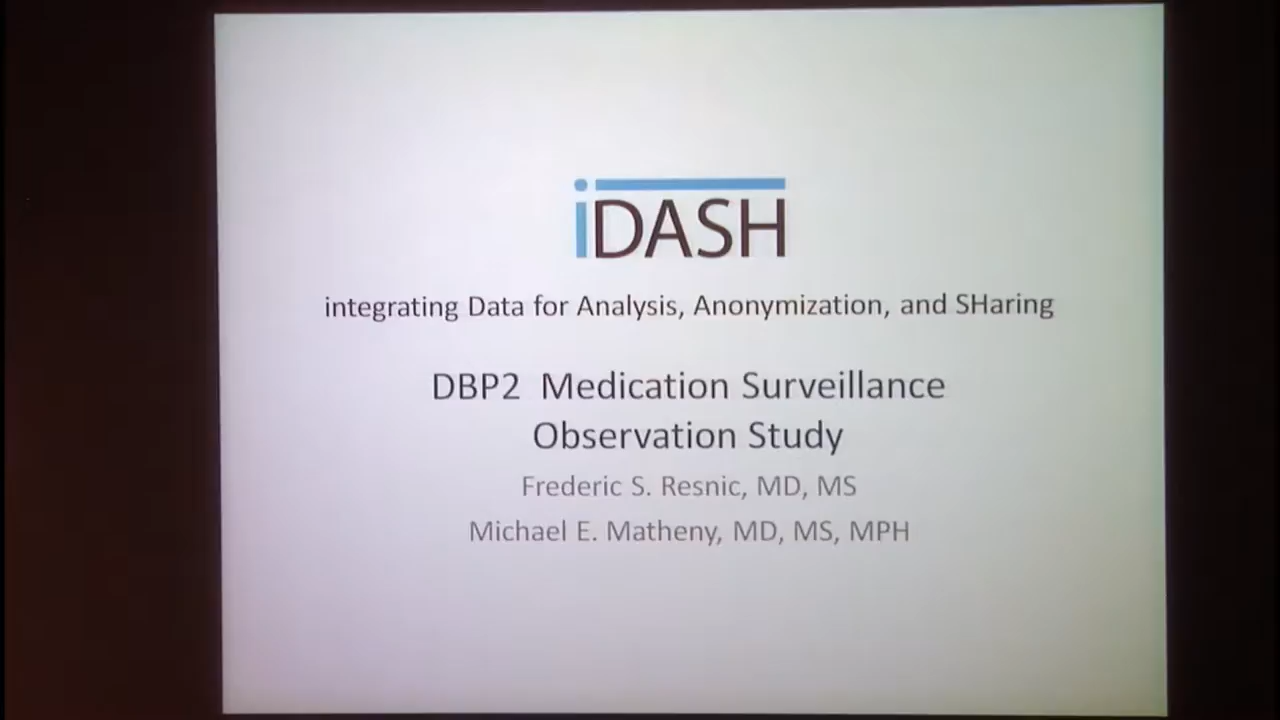 iDASH
integrating Data for Analysis, Anonymization, and SHaring
DBP2 Medication Surveillance
Observation Study
Frederic S. Resnic, MD, MS
Michael E. Matheny, MD, MS, MPH